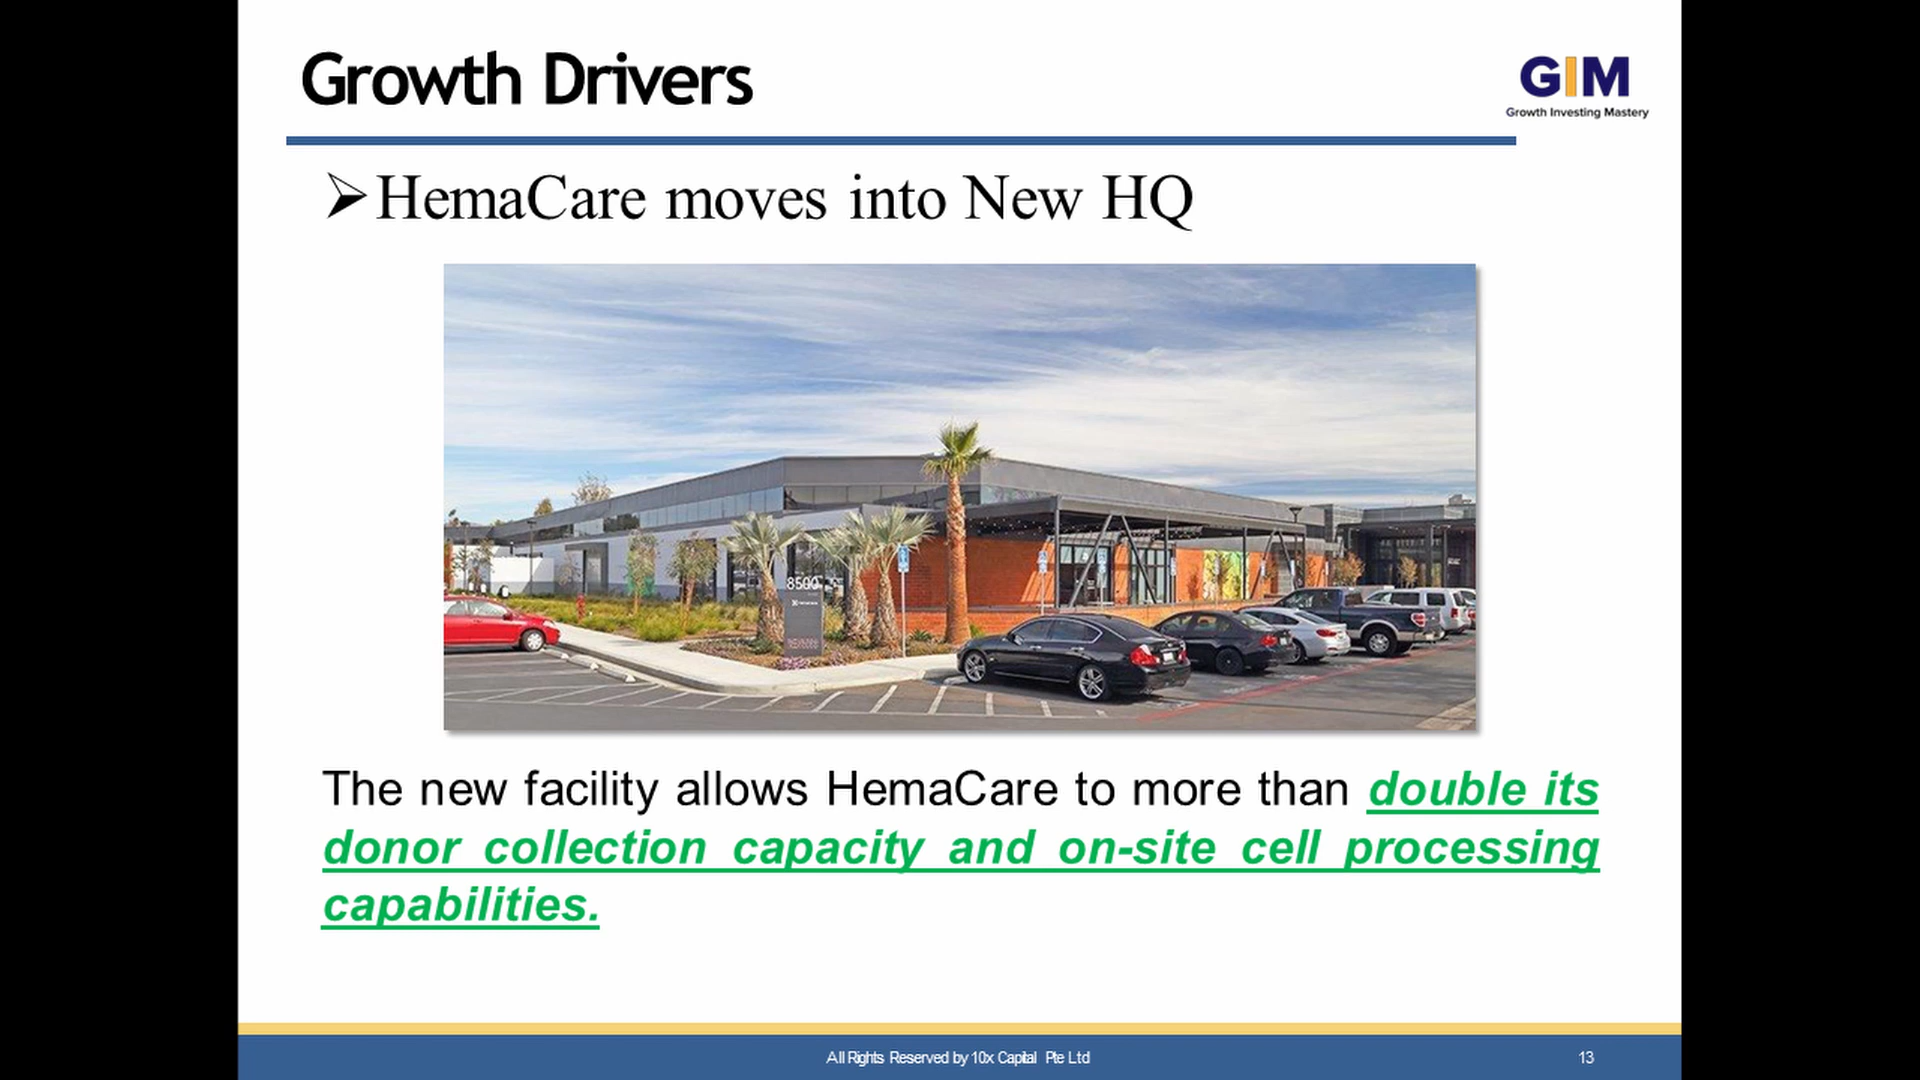 Growth Drivers
GIM
Growth Investing Mastery
➢HemaCare moves into New HQ
8500
The new facility allows HemaCare to more than double its
donor collection capacity and on-site cell processing
capabilities.
All Rights Reserved by 10x Capital Pte Ltd
13